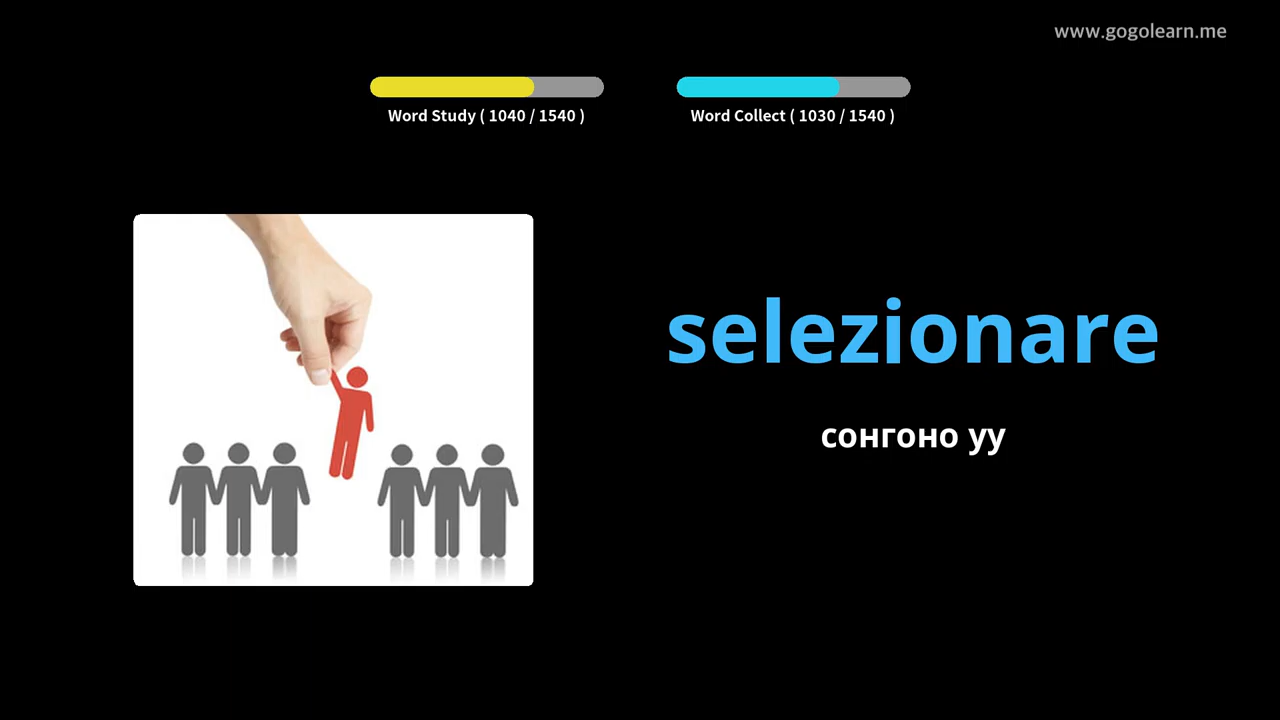 www.gogolearn.me
Word Study ( 1040 / 1540 )
Word Collect ( 1030 / 1540 )
selezionare
сонгоно уу